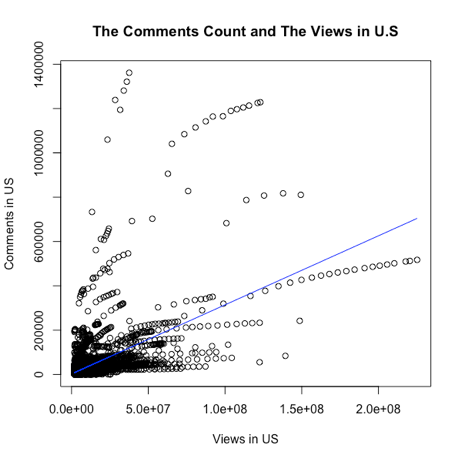 The Comments Count and The Views in U.S
Comments in US
1400000
1000000
600000
200000
0
0.0e+00 5.0e+07 1.0e+08 1.5e+08 2.0e+08
Views in US